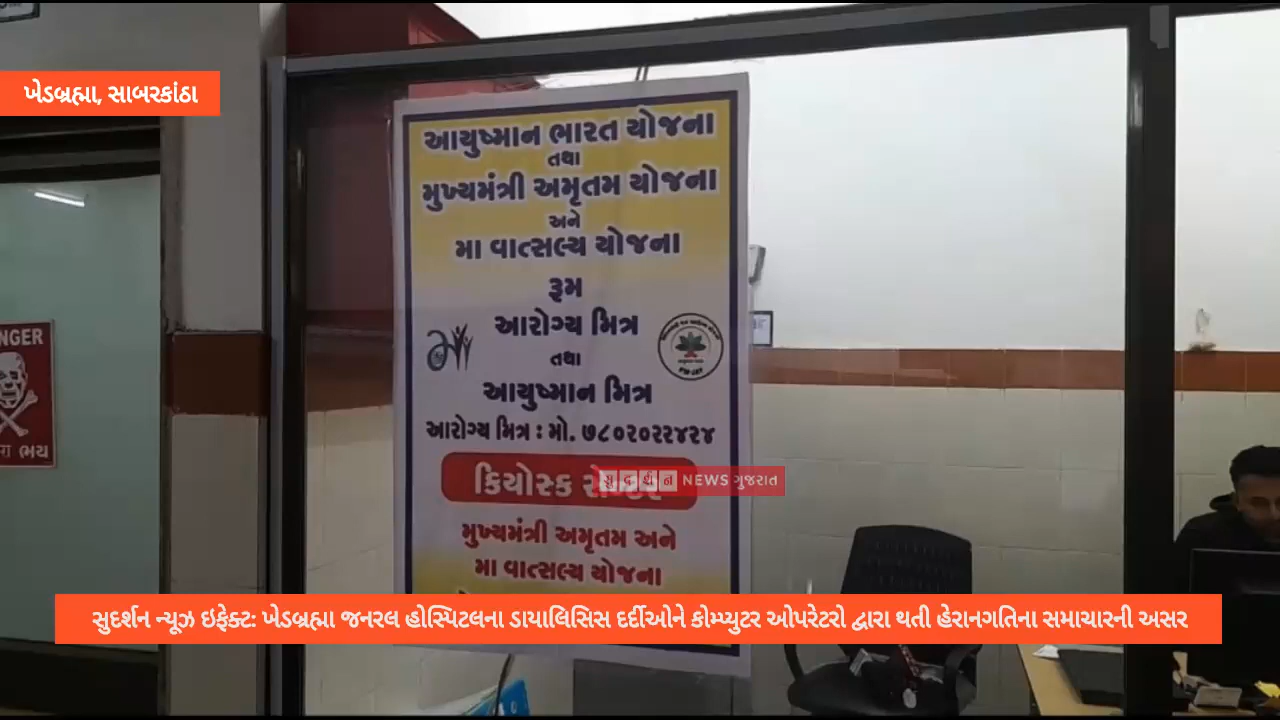 ખેડબ્રહ્મા, સાબરકાંઠા
આયુષ્માન ભારત યોજના
તથા
મુખ્યમંત્રી અમૃતમ યોજના
અને
મા વાત્સલ્ય યોજના
રૂમ
આરોગ્ય મિત્ર
તથા
આયુષ્માન મિત્ર
આરોગ્ય મિત્ર : મો. ૭૮૦૨૦૨૨૪૨૪
કિયોસ્ક
સુદર્શન NEWS ગુજરાત
મુખ્યમંત્રી અમૃતમ અને
મા વાત્સલ્ય યોજના
NGER
ભય
સુદર્શન ન્યૂઝ ઇફેક્ટ: ખેડબ્રહ્મા જનરલ હોસ્પિટલના ડાયાલિસિસ દર્દીઓને કોમ્પ્યુટર ઓપરેટરો દ્વારા થતી હેરાનગતિના સમાચારની અસર